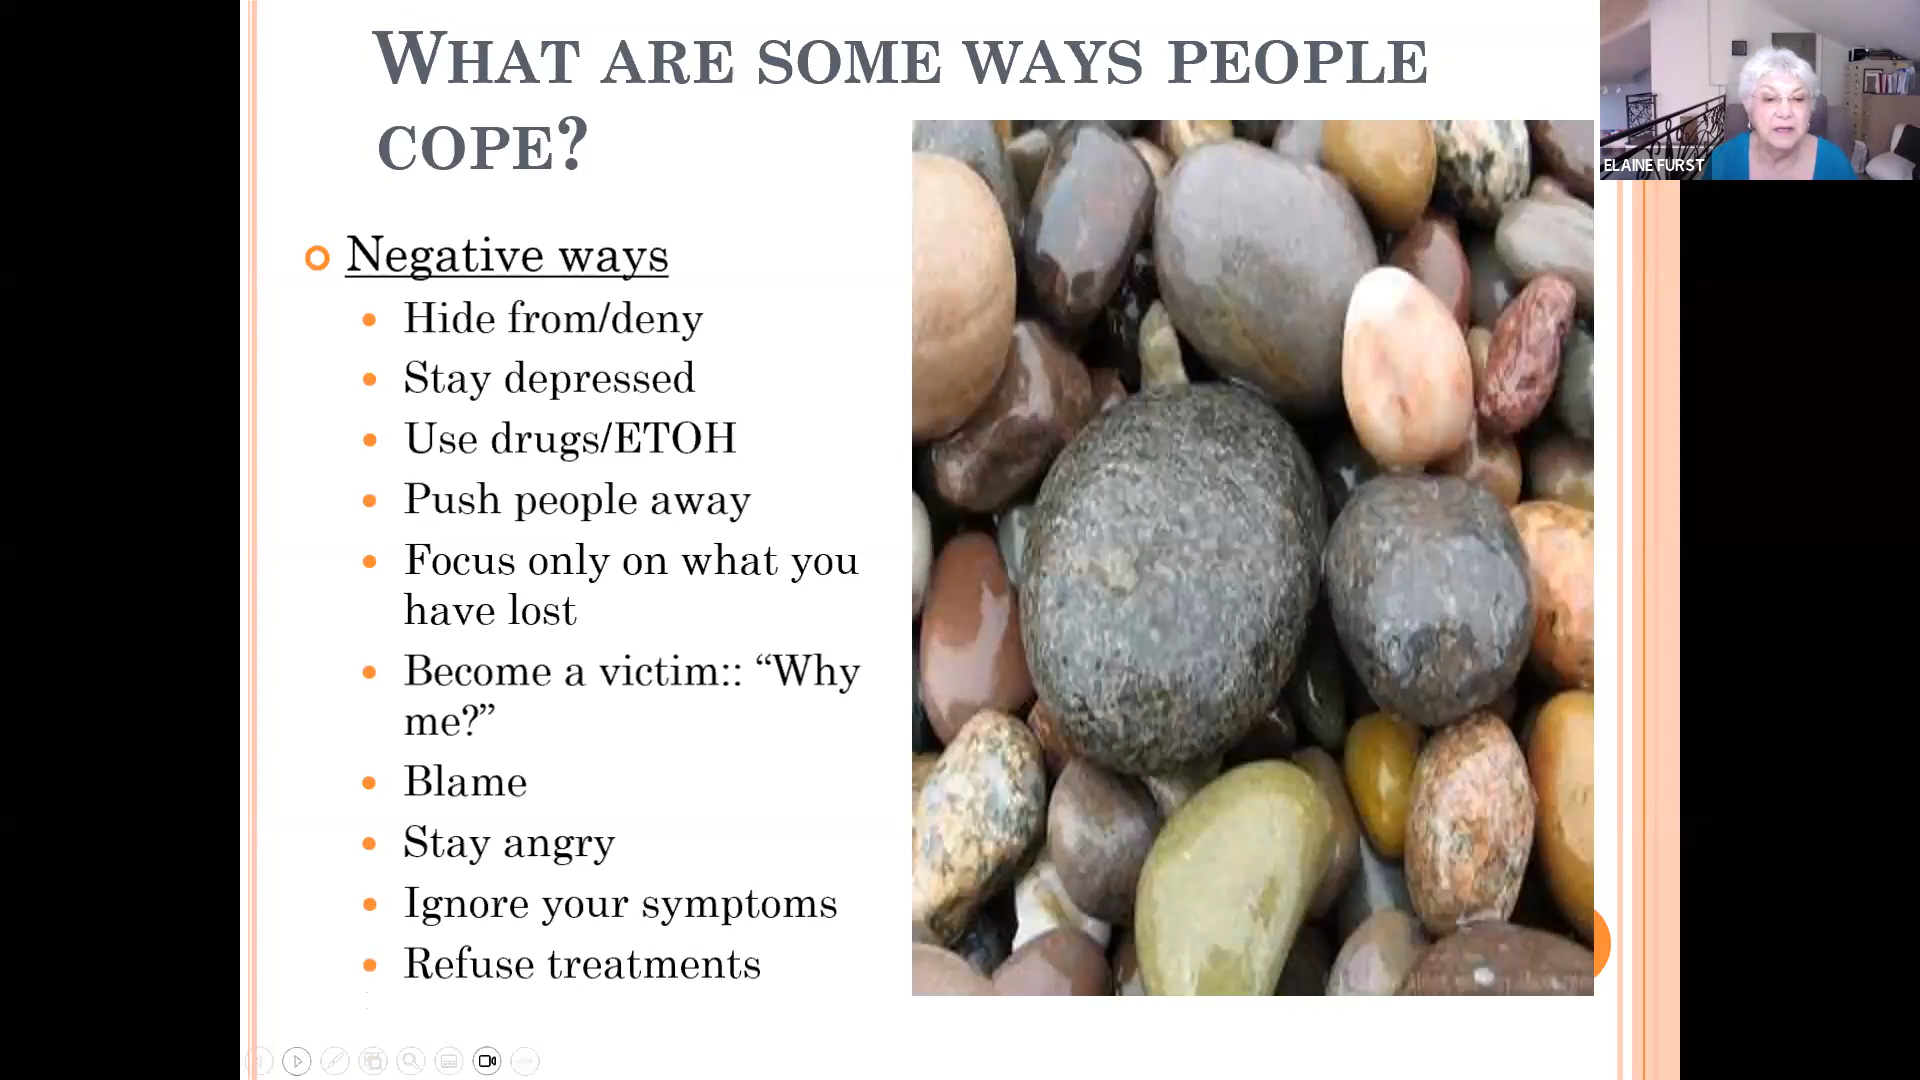 WHAT ARE SOME WAYS PEOPLE
COPE?
Negative ways
Hide from/deny
Stay depressed
Use drugs/ETOH
Push people away
Focus only on what you
have lost
Become a victim:: “Why
me?”
Blame
Stay angry
Ignore your symptoms
Refuse treatments
ELAINE FURST